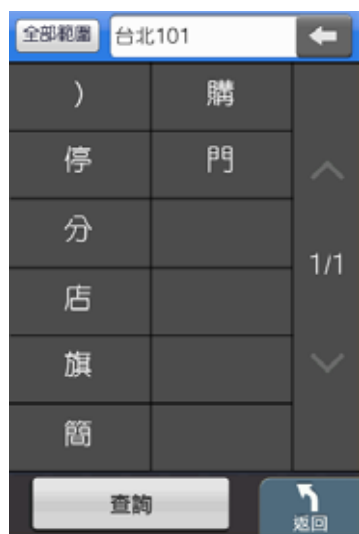 全部範圍 台北101
） 購
停 門
分
1/1
店
旗
簡
查詢 返回